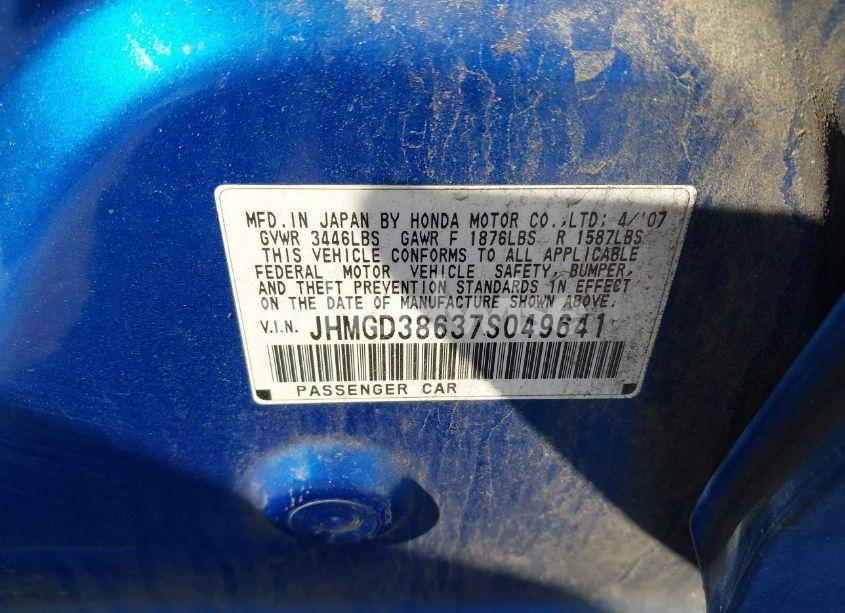 MFD. IN JAPAN BY HONDA MOTOR CO., LTD: 4/'07
GVWR 3446LBS GAWR F 1876LBS R 1587LBS
THIS VEHICLE CONFORMS TO ALL APPLICABLE
FEDERAL MOTOR VEHICLE SAFETY, BUMPER,
AND THEFT PREVENTION STANDARDS IN EFFECT
ON THE DATE OF MANUFACTURE SHOWN ABOVE.
V.I.N. JHMGD38637S049641
PASSENGER CAR